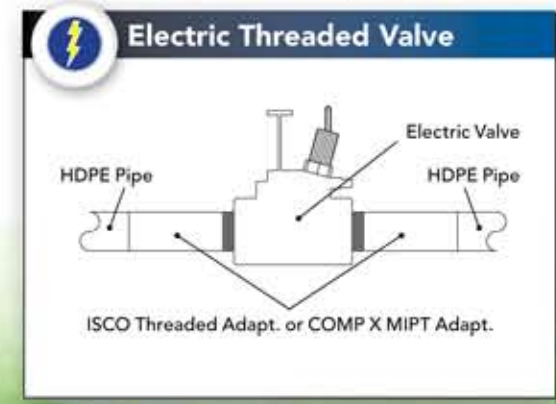 Electric Threaded Valve
Electric Valve
HDPE Pipe
HDPE Pipe
ISCO Threaded Adapt. or COMP X MIPT Adapt.